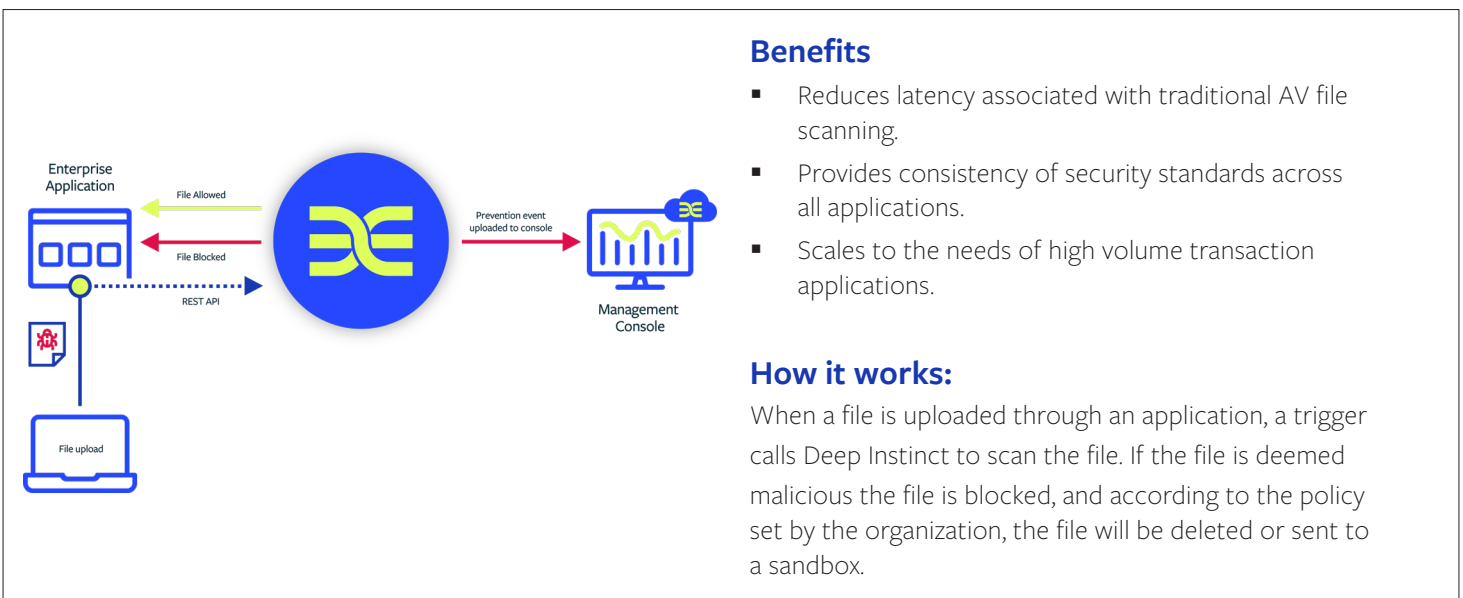 Enterprise
Application
File Allowed
File Blocked
REST API
File upload
Prevention event
uploaded to console
Management
Console
Benefits
▪ Reduces latency associated with traditional AV file
scanning.
▪ Provides consistency of security standards across
all applications.
▪ Scales to the needs of high volume transaction
applications.
How it works:
When a file is uploaded through an application, a trigger
calls Deep Instinct to scan the file. If the file is deemed
malicious the file is blocked, and according to the policy
set by the organization, the file will be deleted or sent to
a sandbox.